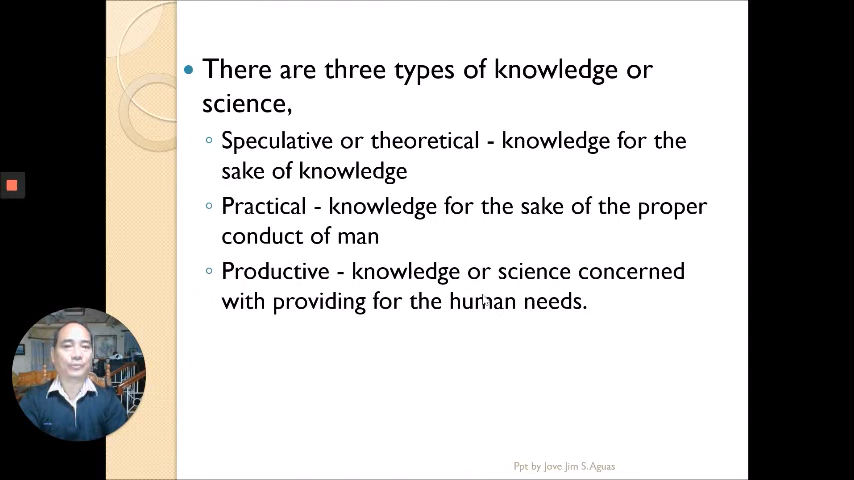 There are three types of knowledge or
science,
Speculative or theoretical - knowledge for the
sake of knowledge
Practical - knowledge for the sake of the proper
conduct of man
Productive - knowledge or science concerned
with providing for the human needs.
Ppt by Jove Jim S. Aguas